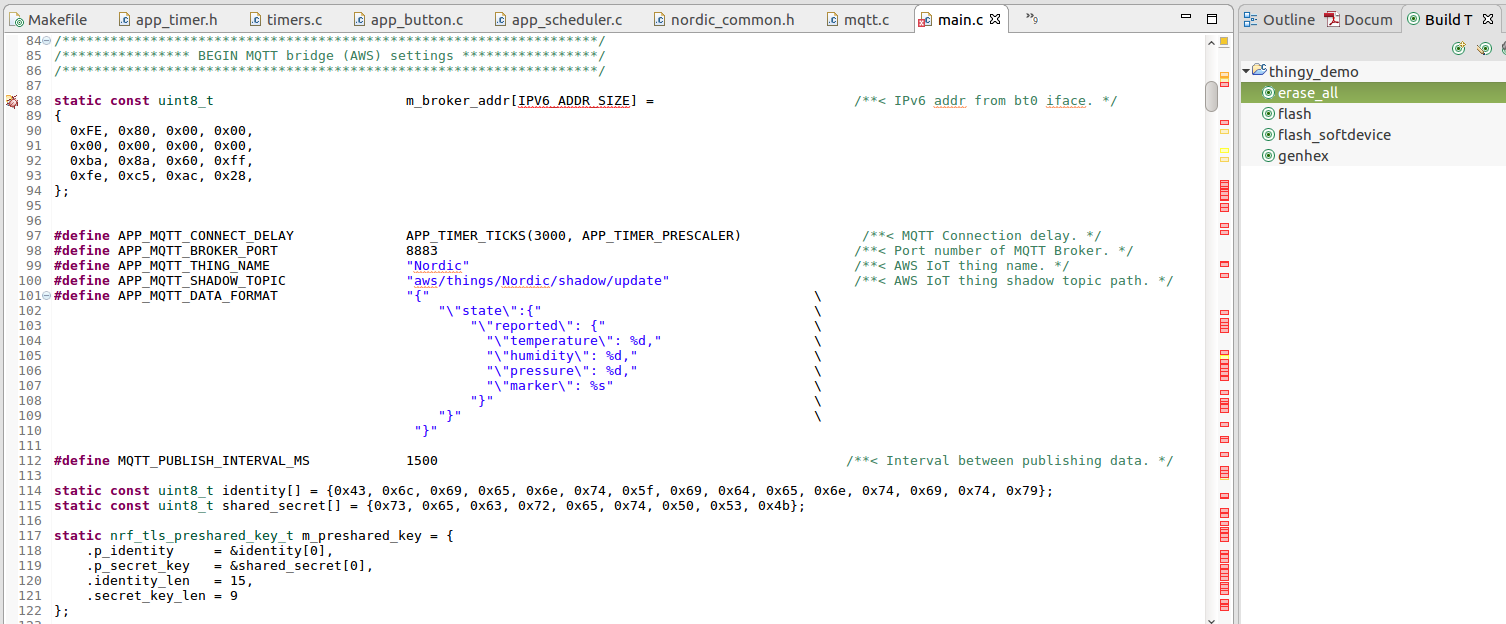 Makefile app_timer.h timers.c app_button.c app_scheduler.c nordic_common.h mqtt.c main.c »9
Outline Docum Build T
thingy_demo
erase_all
flash
flash_softdevice
genhex
84 /*******************************************************************/
85 /**************** BEGIN MQTT bridge (AWS) settings *****************/
86 /*******************************************************************/
87
88 static const uint8_t m_broker_addr[IPV6_ADDR_SIZE] = /**< IPv6 addr from bt0 iface. */
89 {
90 0xFE, 0x80, 0x00, 0x00,
91 0x00, 0x00, 0x00, 0x00,
92 0xba, 0x8a, 0x60, 0xff,
93 0xfe, 0xc5, 0xac, 0x28,
94 };
95
96
97 #define APP_MQTT_CONNECT_DELAY APP_TIMER_TICKS(3000, APP_TIMER_PRESCALER) /**< MQTT Connection delay. */
98 #define APP_MQTT_BROKER_PORT 8883 /**< Port number of MQTT Broker. */
99 #define APP_MQTT_THING_NAME "Nordic" /**< AWS IoT thing name. */
100 #define APP_MQTT_SHADOW_TOPIC "aws/things/Nordic/shadow/update" /**< AWS IoT thing shadow topic path. */
101 #define APP_MQTT_DATA_FORMAT "{" \
102 "\"state\":{" \
103 "\"reported\": {" \
104 "\"temperature\": %d," \
105 "\"humidity\": %d," \
106 "\"pressure\": %d," \
107 "\"marker\": %s" \
108 "}" \
109 "}" \
110 "}"
111
112 #define MQTT_PUBLISH_INTERVAL_MS 1500 /**< Interval between publishing data. */
113
114 static const uint8_t identity[] = {0x43, 0x6c, 0x69, 0x65, 0x6e, 0x74, 0x5f, 0x69, 0x64, 0x65, 0x6e, 0x74, 0x69, 0x74, 0x79};
115 static const uint8_t shared_secret[] = {0x73, 0x65, 0x63, 0x72, 0x65, 0x74, 0x50, 0x53, 0x4b};
116
117 static nrf_tls_preshared_key_t m_preshared_key = {
118 .p_identity = &identity[0],
119 .p_secret_key = &shared_secret[0],
120 .identity_len = 15,
121 .secret_key_len = 9
122 };